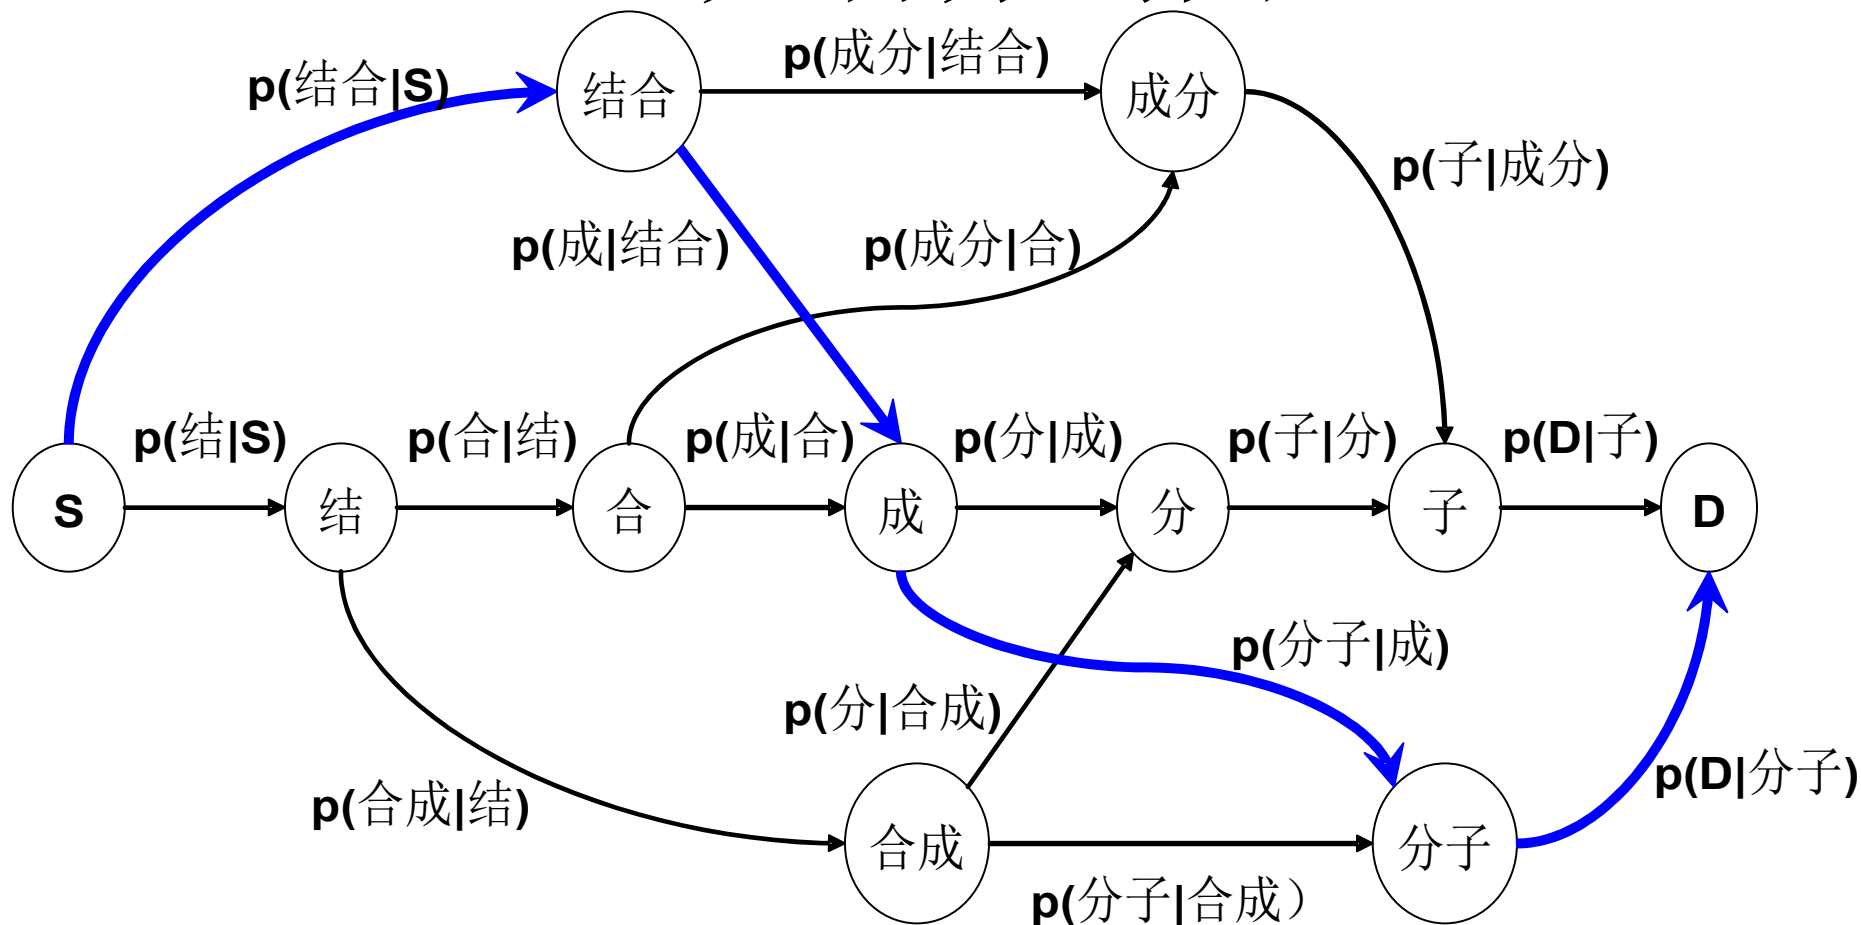 p(成分|结合)
p(结合|S)
结合
成分
p(子|成分)
p(成|结合)
p(成分|合)
p(结|S)
p(合|结)
p(成|合)
p(分|成)
p(子|分)
p(D|子)
S
结
合
成
分
子
D
p(分子|成)
p(分|合成)
p(合成|结)
p(D|分子)
合成
分子
p(分子|合成）